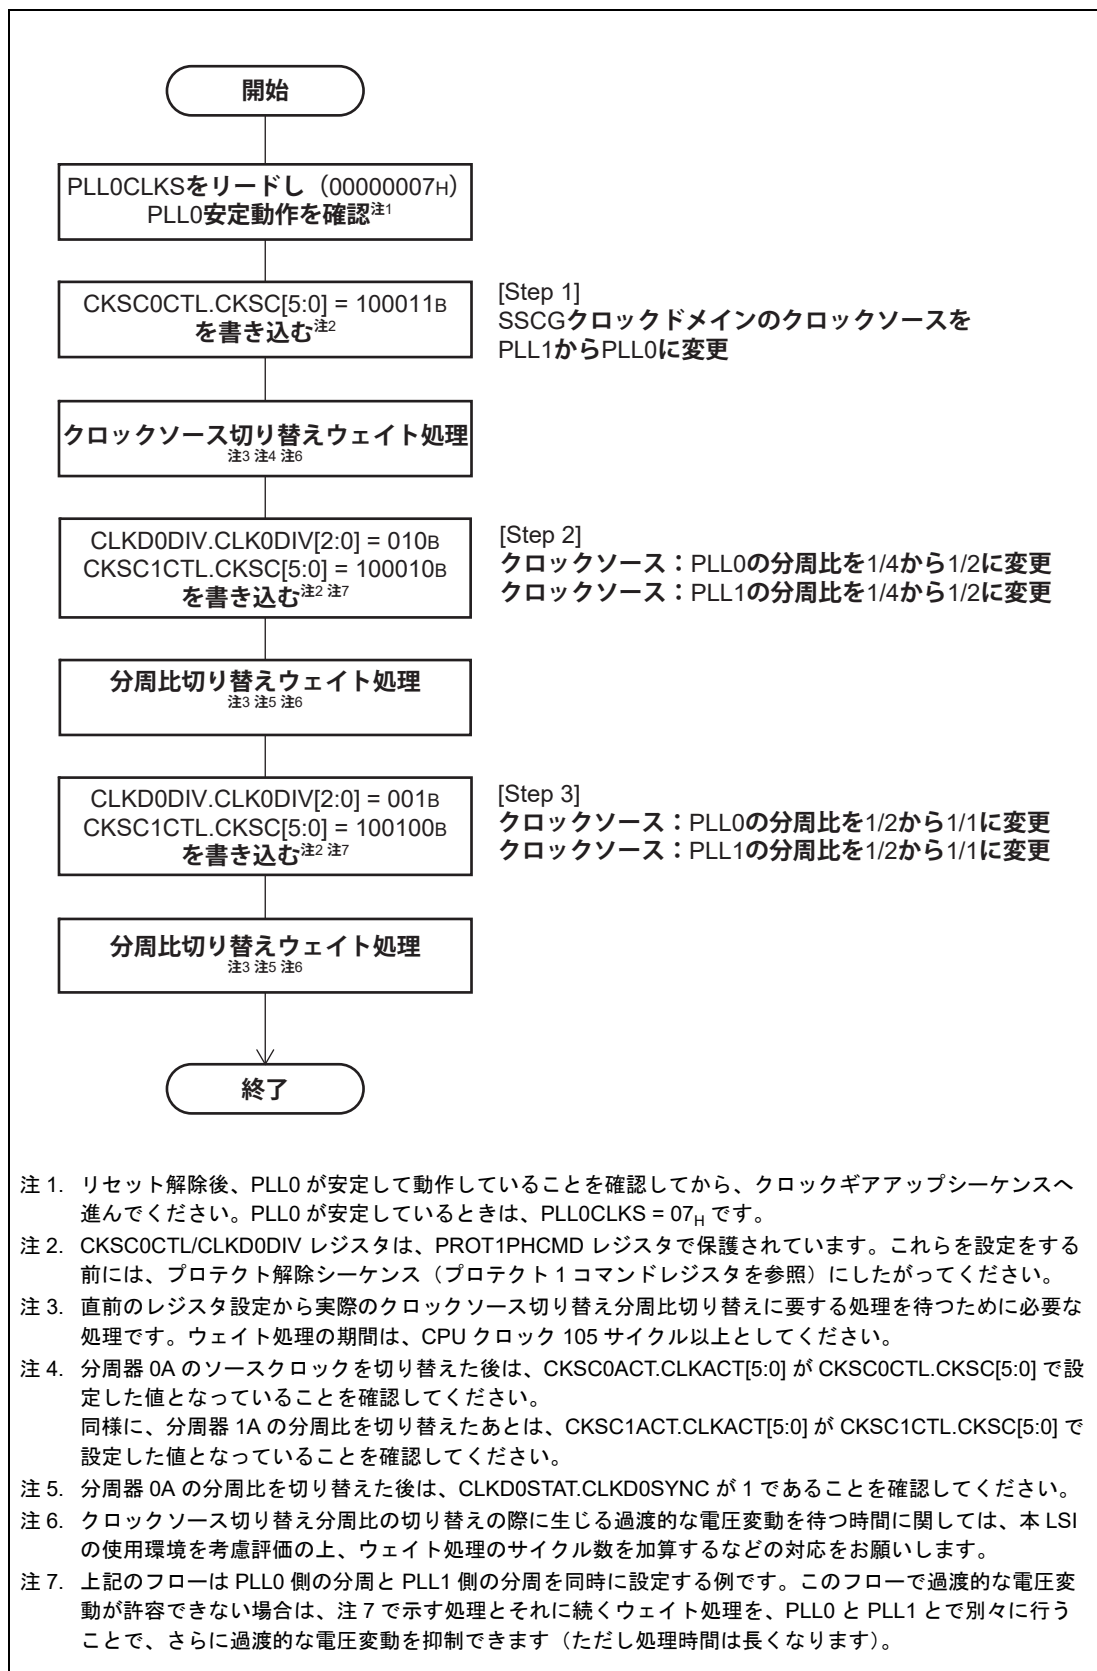 開始
PLL0CLKSをリードし（00000007H）
PLL0安定動作を確認注1
CKSC0CTL.CKSC[5:0] = 100011B
を書き込む注2
[Step 1]
SSCGクロックドメインのクロックソースを
PLL1からPLL0に変更
クロックソース切り替えウェイト処理
注3 注4 注6
CLKD0DIV.CLK0DIV[2:0] = 010B
CKSC1CTL.CKSC[5:0] = 100010B
を書き込む注2 注7
[Step 2]
クロックソース：PLL0の分周比を1/4から1/2に変更
クロックソース：PLL1の分周比を1/4から1/2に変更
分周比切り替えウェイト処理
注3 注5 注6
CLKD0DIV.CLK0DIV[2:0] = 001B
CKSC1CTL.CKSC[5:0] = 100100B
を書き込む注2 注7
[Step 3]
クロックソース：PLL0の分周比を1/2から1/1に変更
クロックソース：PLL1の分周比を1/2から1/1に変更
分周比切り替えウェイト処理
注3 注5 注6
終了
注 1. リセット解除後、PLL0 が安定して動作していることを確認してから、クロックギアアップシーケンスへ
進んでください。PLL0 が安定しているときは、PLL0CLKS = 07H です。
注 2. CKSC0CTL/CLKD0DIV レジスタは、PROT1PHCMD レジスタで保護されています。これらを設定をする
前には、プロテクト解除シーケンス（プロテクト 1 コマンドレジスタを参照）にしたがってください。
注 3. 直前のレジスタ設定から実際のクロックソース切り替え分周比切り替えに要する処理を待つために必要な
処理です。ウェイト処理の期間は、CPU クロック 105 サイクル以上としてください。
注 4. 分周器 0A のソースクロックを切り替えた後は、CKSC0ACT.CLKACT[5:0] が CKSC0CTL.CKSC[5:0] で設
定した値となっていることを確認してください。
同様に、分周器 1A の分周比を切り替えたあとは、CKSC1ACT.CLKACT[5:0] が CKSC1CTL.CKSC[5:0] で
設定した値となっていることを確認してください。
注 5. 分周器 0A の分周比を切り替えた後は、CLKD0STAT.CLKD0SYNC が 1 であることを確認してください。
注 6. クロックソース切り替え分周比の切り替えの際に生じる過渡的な電圧変動を待つ時間に関しては、本 LSI
の使用環境を考慮評価の上、ウェイト処理のサイクル数を加算するなどの対応をお願いします。
注 7. 上記のフローは PLL0 側の分周と PLL1 側の分周を同時に設定する例です。このフローで過渡的な電圧変
動が許容できない場合は、注 7 で示す処理とそれに続くウェイト処理を、PLL0 と PLL1 とで別々に行う
ことで、さらに過渡的な電圧変動を抑制できます（ただし処理時間は長くなります）。